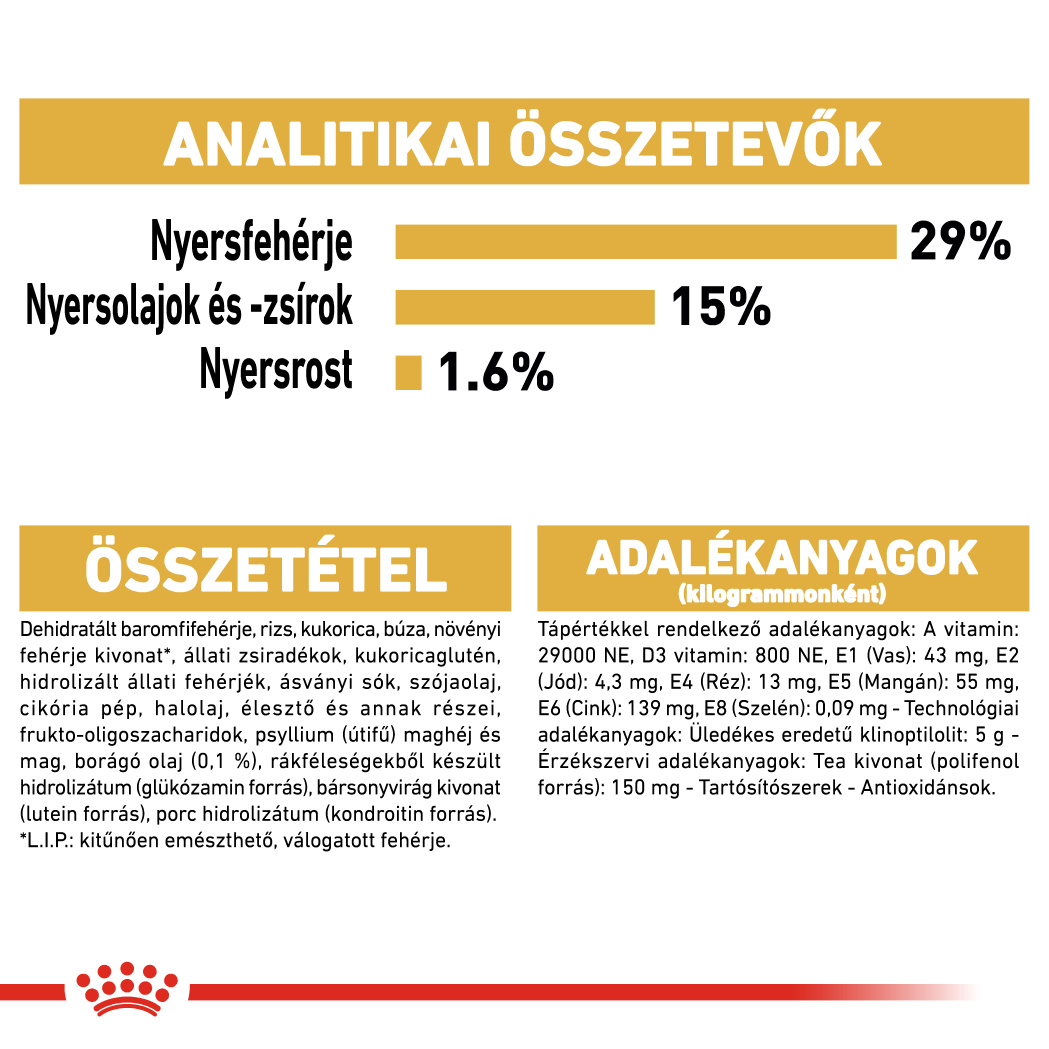 ANALITIKAI ÖSSZETEVŐK
Nyersfehérje 29%
Nyersolajok és -zsírok 15%
Nyersrost 1.6%
ÖSSZETÉTEL
Dehidratált baromfifehérje, rizs, kukorica, búza, növényi
fehérje kivonat*, állati zsiradékok, kukoricaglutén,
hidrolizált állati fehérjék, ásványi sók, szójaolaj,
cikória pép, halolaj, élesztő és annak részei,
frukto-oligoszacharidok, psyllium (útifű) maghéj és
mag, borágó olaj (0,1 %), rákféleségekből készült
hidrolizátum (glükózamin forrás), bársonyvirág kivonat
(lutein forrás), porc hidrolizátum (kondroitin forrás).
*L.I.P.: kitűnően emészthető, válogatott fehérje.
ADALÉKANYAGOK
(kilogrammonként)
Tápértékkel rendelkező adalékanyagok: A vitamin:
29000 NE, D3 vitamin: 800 NE, E1 (Vas): 43 mg, E2
(Jód): 4,3 mg, E4 (Réz): 13 mg, E5 (Mangán): 55 mg,
E6 (Cink): 139 mg, E8 (Szelén): 0,09 mg - Technológiai
adalékanyagok: Üledékes eredetű klinoptilolit: 5 g -
Érzékszervi adalékanyagok: Tea kivonat (polifenol
forrás): 150 mg - Tartósítószerek - Antioxidánsok.